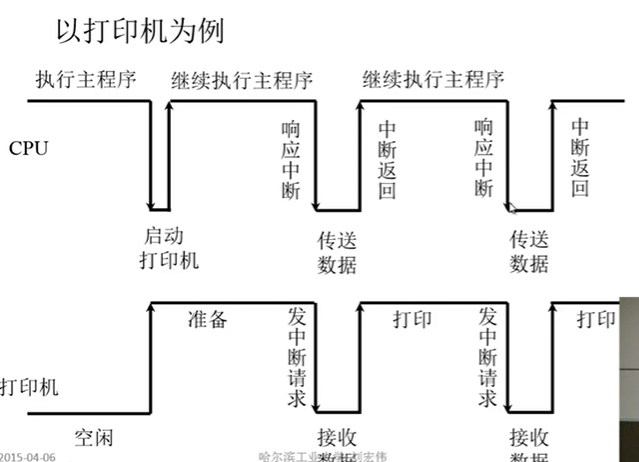 以打印机为例
执行主程序
继续执行主程序
继续执行主程序
CPU
响应中断
中断返回
响应中断
中断返回
启动
打印机
传送
数据
传送
数据
准备
发中断请求
打印
发中断请求
打印
打印机
空闲
接收
数据
接收
数据
2015-04-06
哈尔滨工业大学 刘宏伟